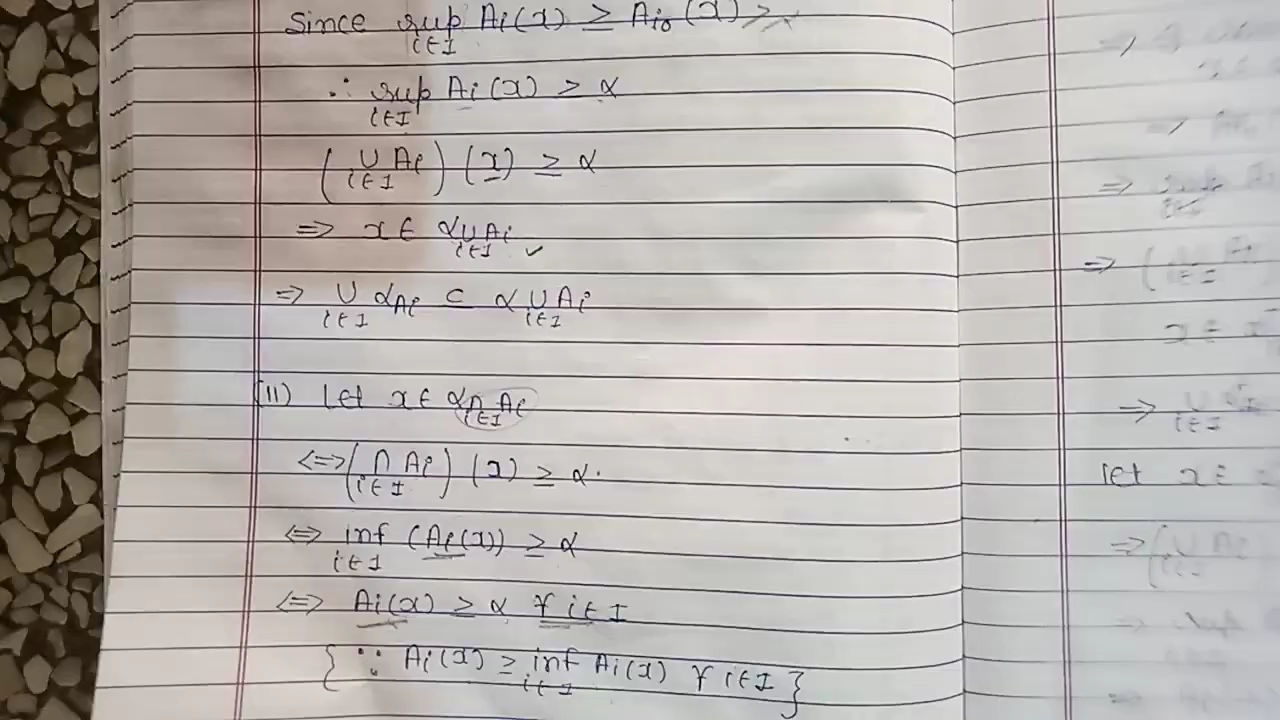 Since sup Ai(x) ≥ Ai₀(x) ≥
i∈I
∴ sup Ai(x) ≥ α
i∈I
(∪ Ai)(x) ≥ α
i∈I
⇒ x ∈ α∪Ai ✓
i∈I
⇒ ∪ αAi ⊂ α ∪ Ai
i∈I i∈I
(ii) Let x ∈ α∩Ai
i∈I
⇔ (∩ Ai)(x) ≥ α.
i∈I
⇔ inf (Ai(x)) ≥ α
i∈I
⇔ Ai(x) ≥ α ∀ i∈I
{∵ Ai(x) ≥ inf Ai(x) ∀ i∈I}
i∈I
let x ∈